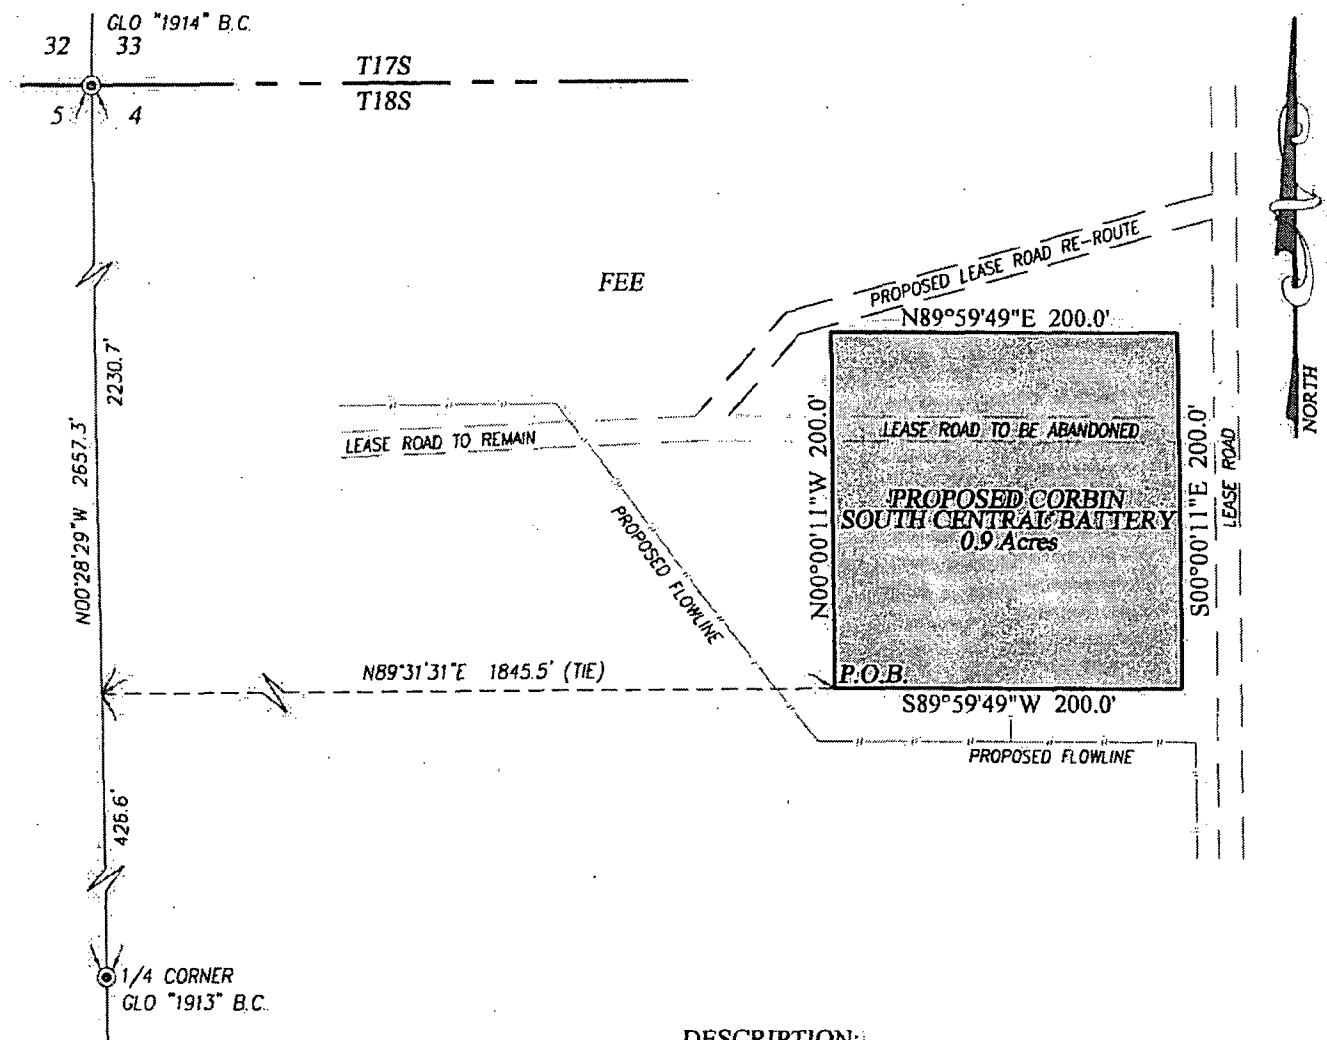 GLO "1914" B.C.
32 33
T17S
T18S
5 4
PROPOSED LEASE ROAD RE-ROUTE
FEE
N89°59'49"E 200.0'
2230.7'
NORTH
N00°28'29"W 2657.3'
LEASE ROAD TO REMAIN
LEASE ROAD TO BE ABANDONED
N00°00'11"W 200.0'
S00°00'11"E 200.0'
LEASE ROAD
PROPOSED CORBIN
SOUTH CENTRAL BATTERY
0.9 Acres
PROPOSED FLOWLINE
N89°31'31"E 1845.5' (TIE)
P.O.B.
S89°59'49"W 200.0'
PROPOSED FLOWLINE
426.6'
1/4 CORNER
GLO "1913" B.C.
DESCRIPTION: